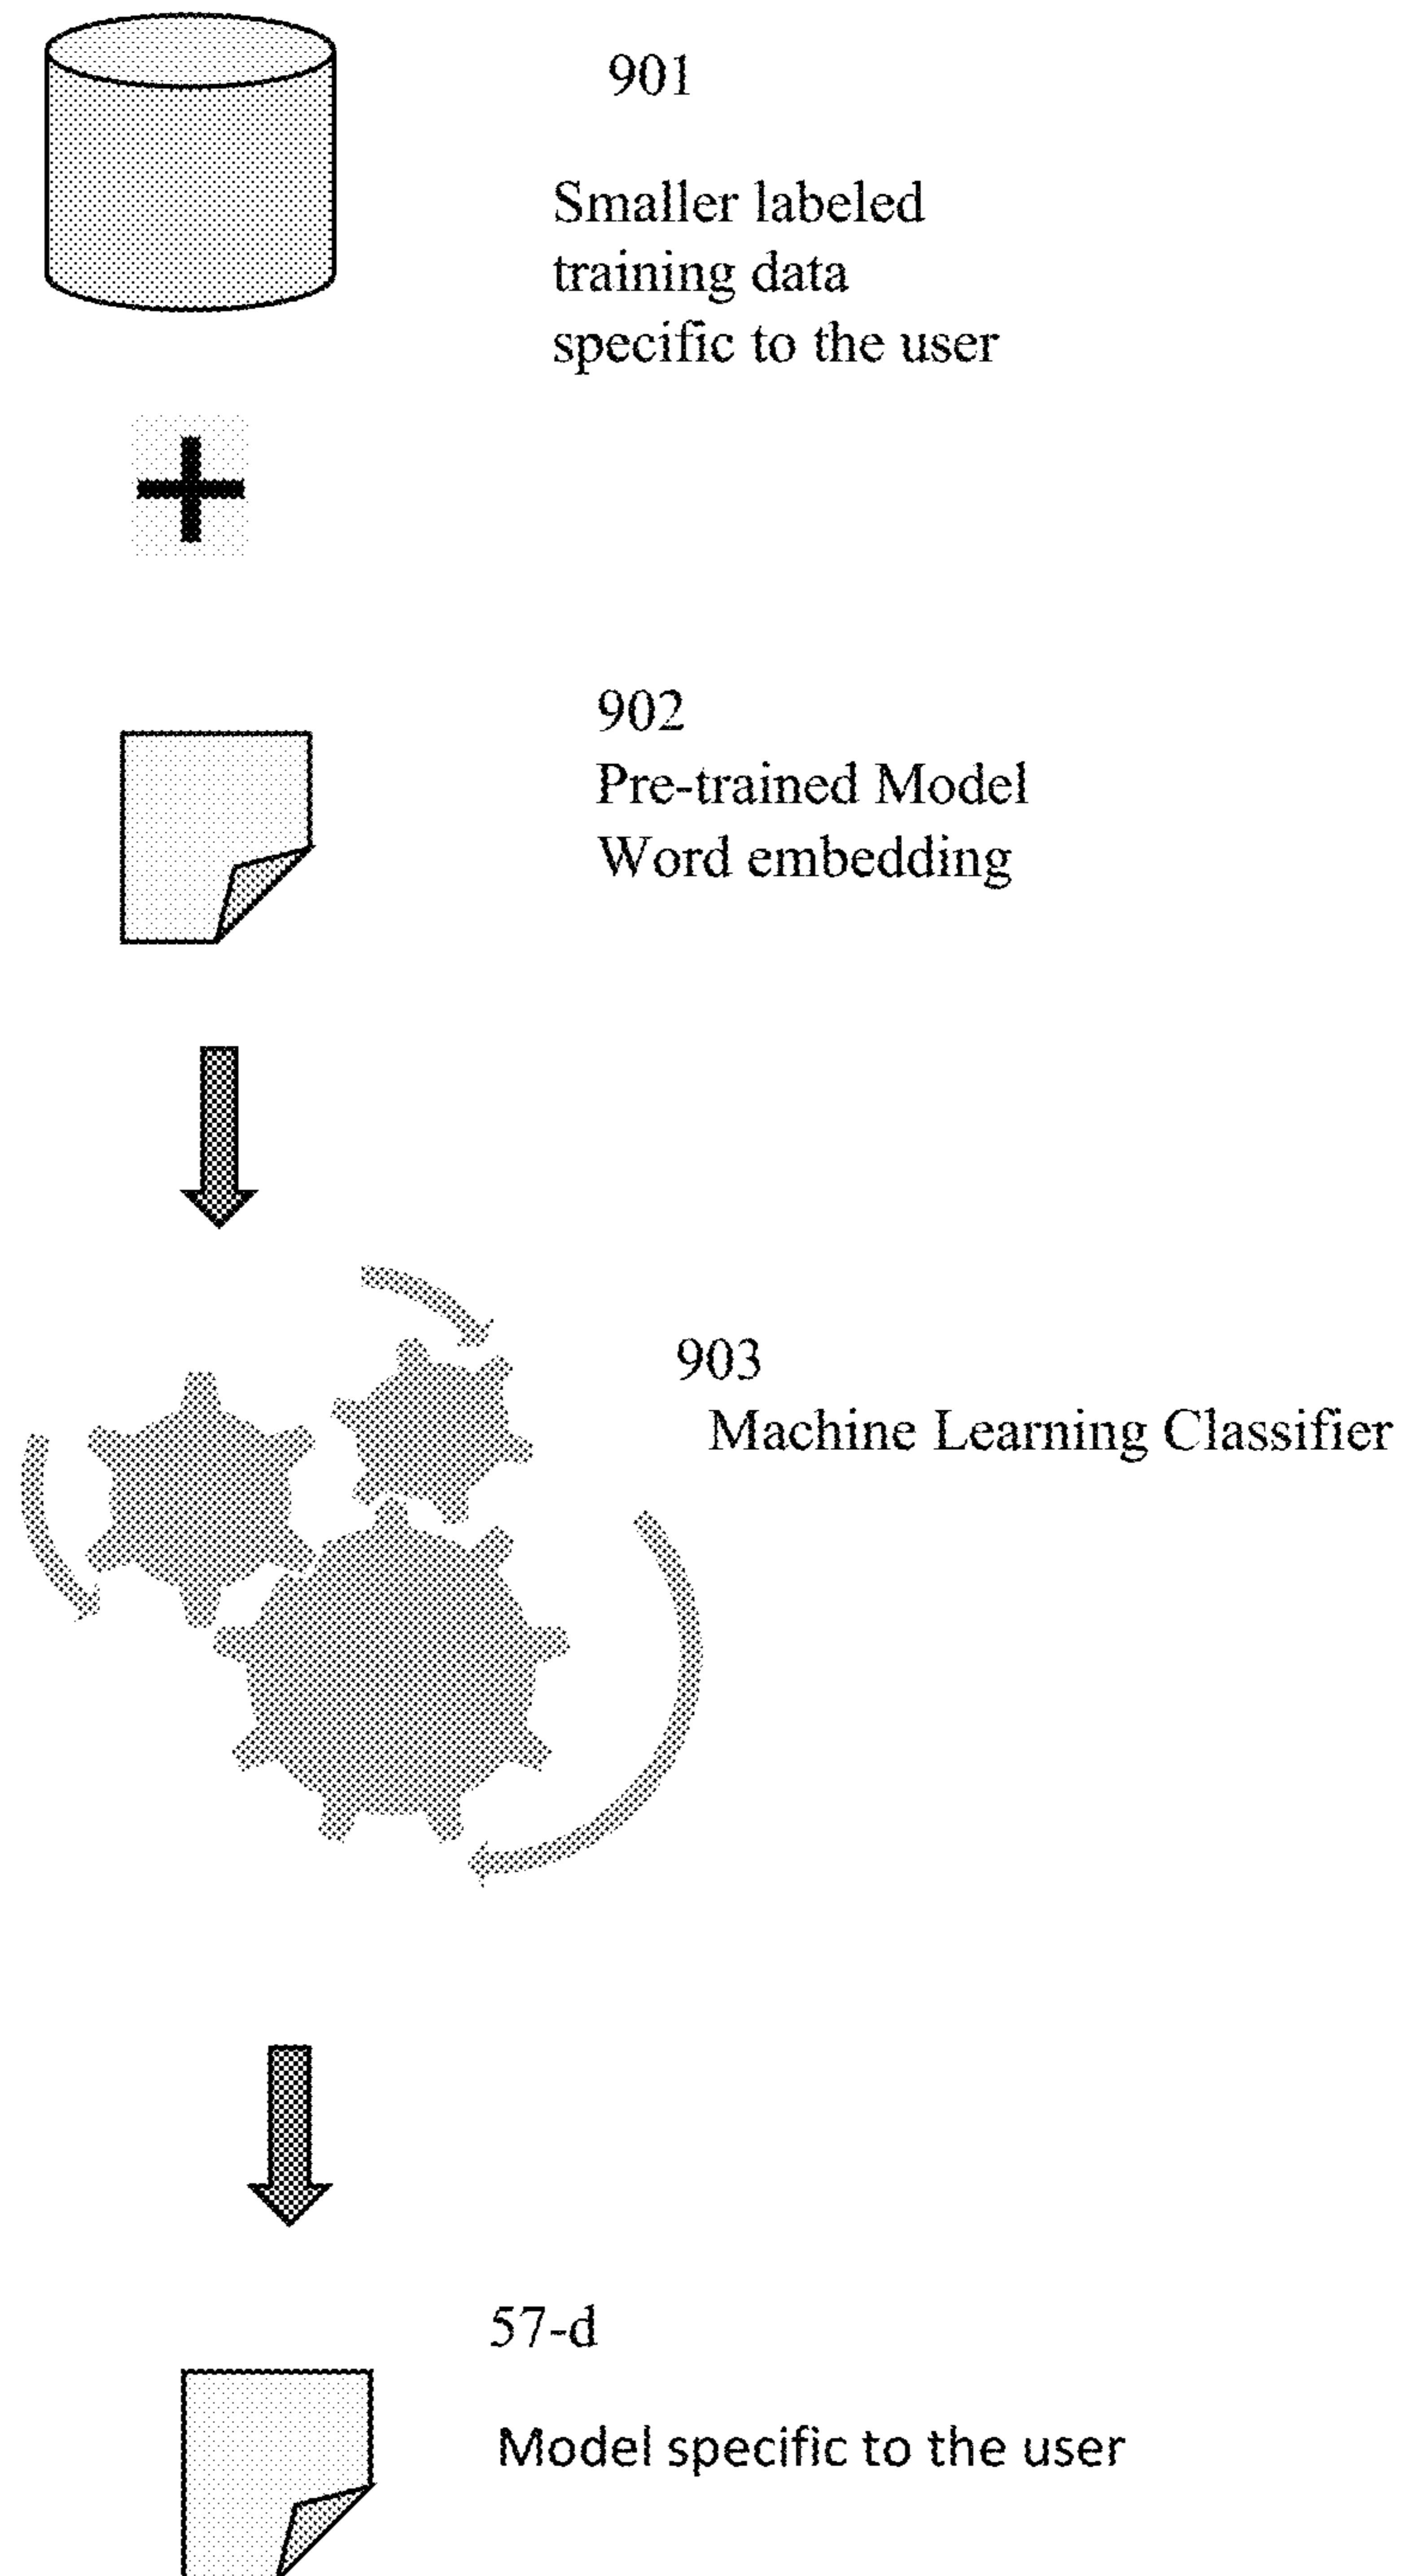 901
Smaller labeled
training data
specific to the user
902
Pre-trained Model
Word embedding
903
Machine Learning Classifier
57-d
Model specific to the user